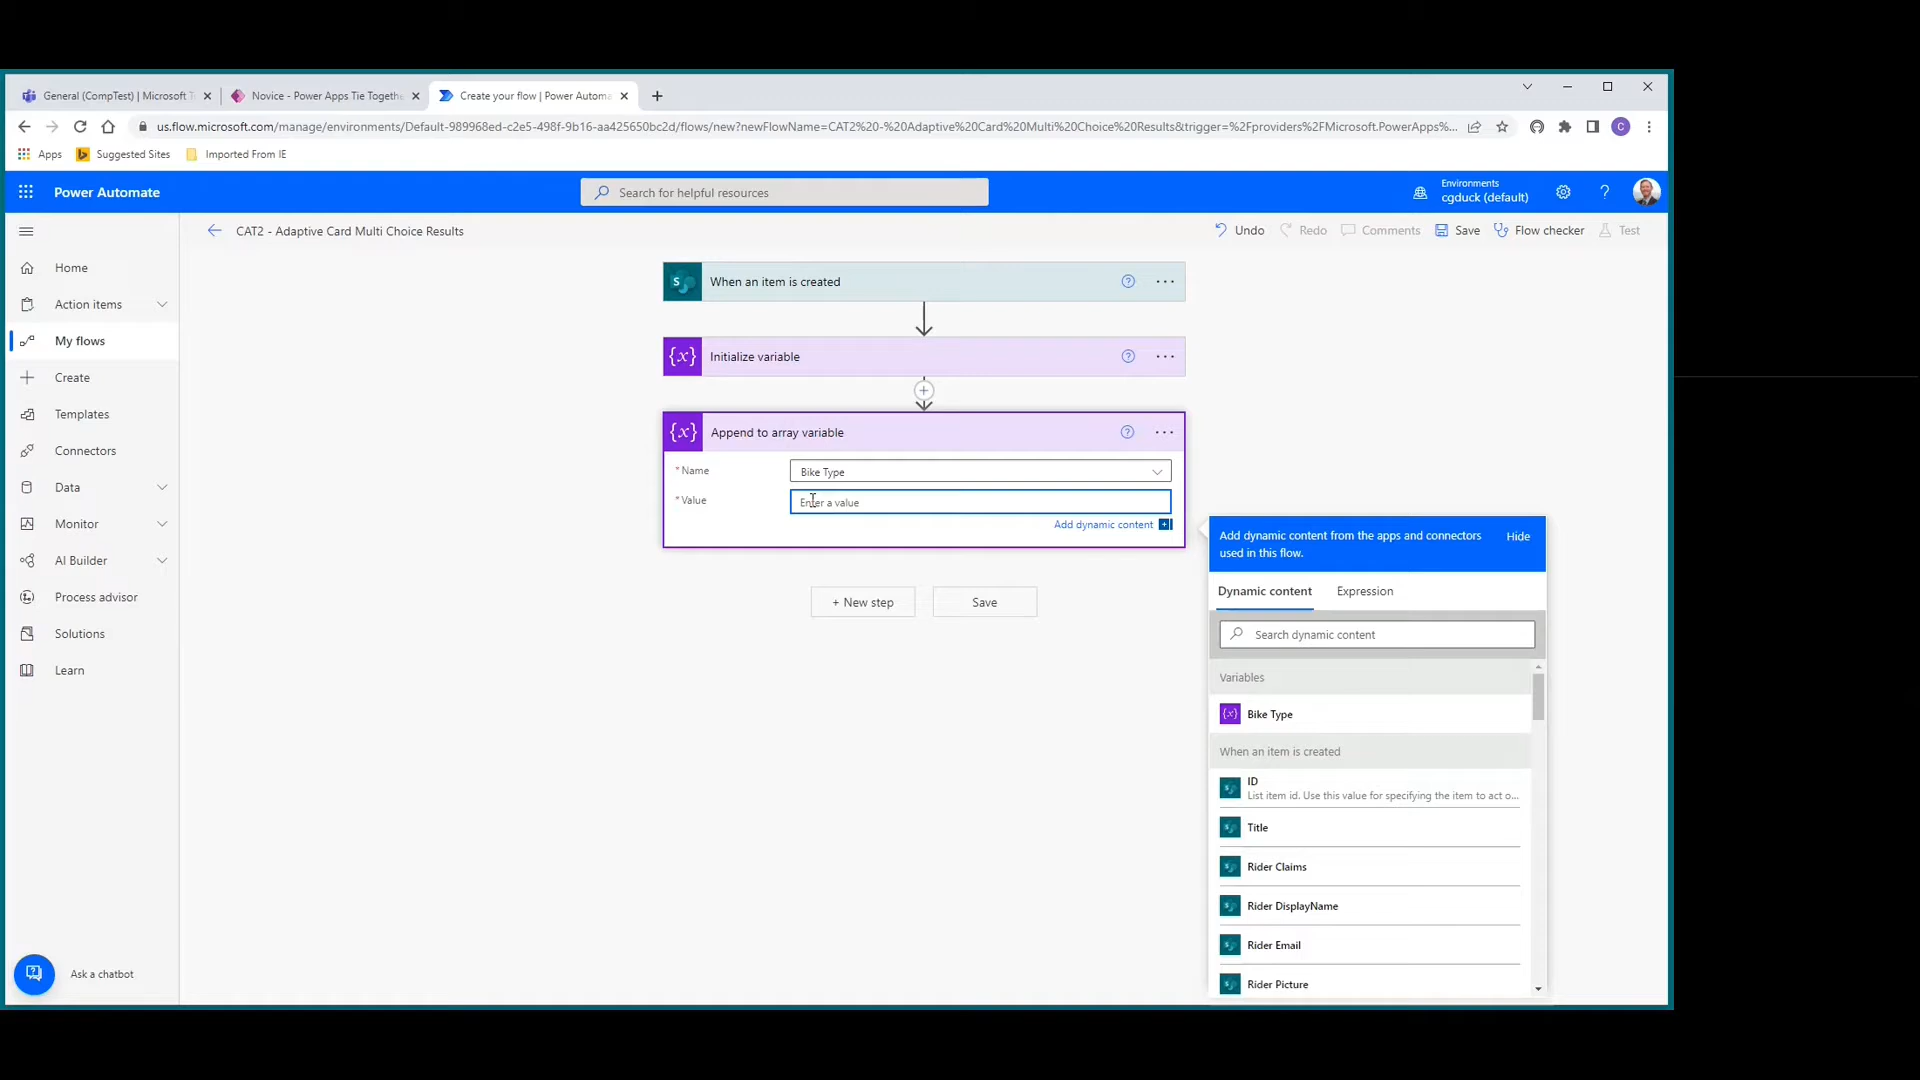 General (CompTest) | Microsoft T
Novice - Power Apps Tie Togethe
Create your flow | Power Automa
us.flow.microsoft.com/manage/environments/Default-989968ed-c2e5-498f-9b16-aa425650bc2d/flows/new?newFlowName=CAT2%20-%20Adaptive%20Card%20Multi%20Choice%20Results&trigger=%2Fproviders%2FMicrosoft.PowerApps%...
C
Apps
Suggested Sites
Imported From IE
Power Automate
Search for helpful resources
Environments
cgduck (default)
?
CAT2 - Adaptive Card Multi Choice Results
Undo
Redo
Comments
Save
Flow checker
Test
Home
Action items
My flows
Create
Templates
Connectors
Data
Monitor
AI Builder
Process advisor
Solutions
Learn
Ask a chatbot
When an item is created
Initialize variable
Append to array variable
* Name
Bike Type
* Value
Enter a value
Add dynamic content
+ New step
Save
Add dynamic content from the apps and connectors
used in this flow.
Hide
Dynamic content
Expression
Search dynamic content
Variables
Bike Type
When an item is created
ID
List item id. Use this value for specifying the item to act o...
Title
Rider Claims
Rider DisplayName
Rider Email
Rider Picture